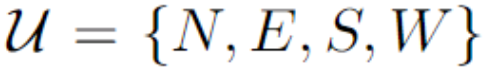 𝒰 = {N, E, S, W}